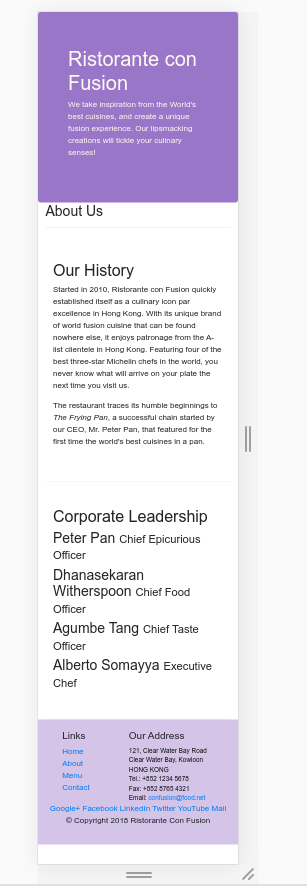 Ristorante con
Fusion
We take inspiration from the World's
best cuisines, and create a unique
fusion experience. Our lipsmacking
creations will tickle your culinary
senses!
About Us
Our History
Started in 2010, Ristorante con Fusion quickly
established itself as a culinary icon par
excellence in Hong Kong. With its unique brand
of world fusion cuisine that can be found
nowhere else, it enjoys patronage from the A-
list clientele in Hong Kong. Featuring four of the
best three-star Michelin chefs in the world, you
never know what will arrive on your plate the
next time you visit us.
The restaurant traces its humble beginnings to
The Frying Pan, a successful chain started by
our CEO, Mr. Peter Pan, that featured for the
first time the world's best cuisines in a pan.
Corporate Leadership
Peter Pan Chief Epicurious
Officer
Dhanasekaran
Witherspoon Chief Food
Officer
Agumbe Tang Chief Taste
Officer
Alberto Somayya Executive
Chef
Links
Home
About
Menu
Contact
Our Address
121, Clear Water Bay Road
Clear Water Bay, Kowloon
HONG KONG
Tel.: +852 1234 5678
Fax: +852 8765 4321
Email: confusion@food.net
Google+ Facebook LinkedIn Twitter YouTube Mail
© Copyright 2018 Ristorante Con Fusion